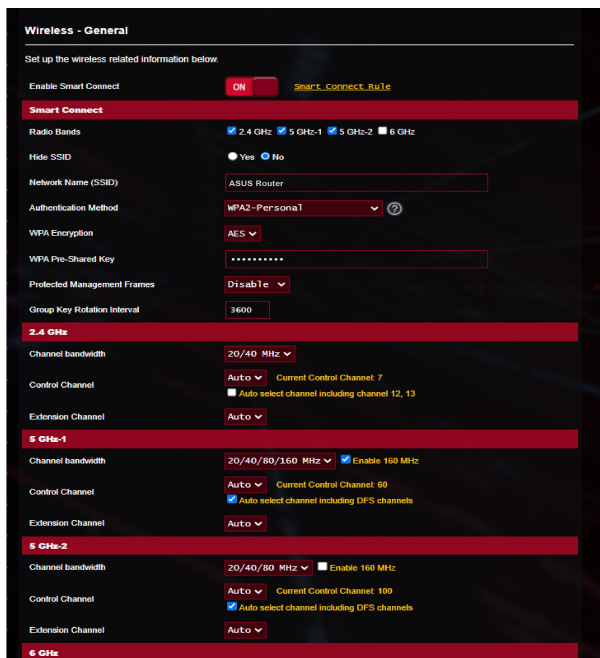 Wireless - General
Set up the wireless related information below.
Enable Smart Connect ON Smart Connect Rule
Smart Connect
Radio Bands 2.4 GHz 5 GHz-1 5 GHz-2 6 GHz
Hide SSID Yes No
Network Name (SSID) ASUS Router
Authentication Method WPA2-Personal ?
WPA Encryption AES
WPA Pre-Shared Key ••••••••••
Protected Management Frames Disable
Group Key Rotation Interval 3600
2.4 GHz
Channel bandwidth 20/40 MHz
Control Channel Auto Current Control Channel: 7
Auto select channel including channel 12, 13
Extension Channel Auto
5 GHz-1
Channel bandwidth 20/40/80/160 MHz Enable 160 MHz
Control Channel Auto Current Control Channel: 60
Auto select channel including DFS channels
Extension Channel Auto
5 GHz-2
Channel bandwidth 20/40/80 MHz Enable 160 MHz
Control Channel Auto Current Control Channel: 100
Auto select channel including DFS channels
Extension Channel Auto
6 GHz